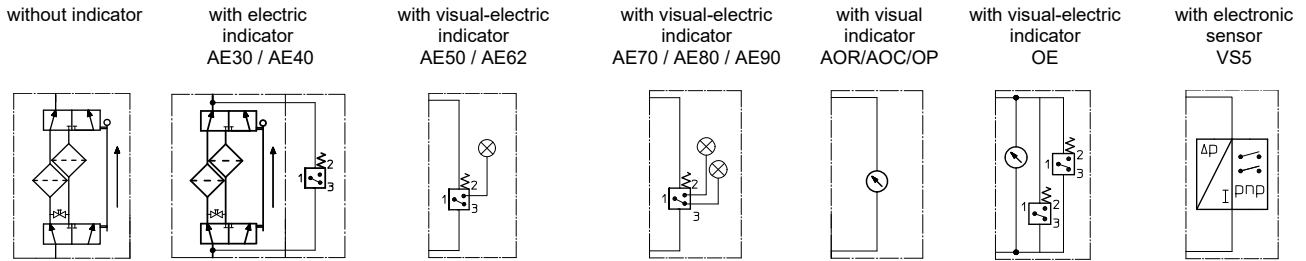 without indicator
with electric
indicator
AE30 / AE40
with visual-electric
indicator
AE50 / AE62
with visual-electric
indicator
AE70 / AE80 / AE90
with visual
indicator
AOR/AOC/OP
with visual-electric
indicator
OE
with electronic
sensor
VS5
1 2
3
1 2
3
1 2
3
1 2
3
1 2
3
Δp
I pnp